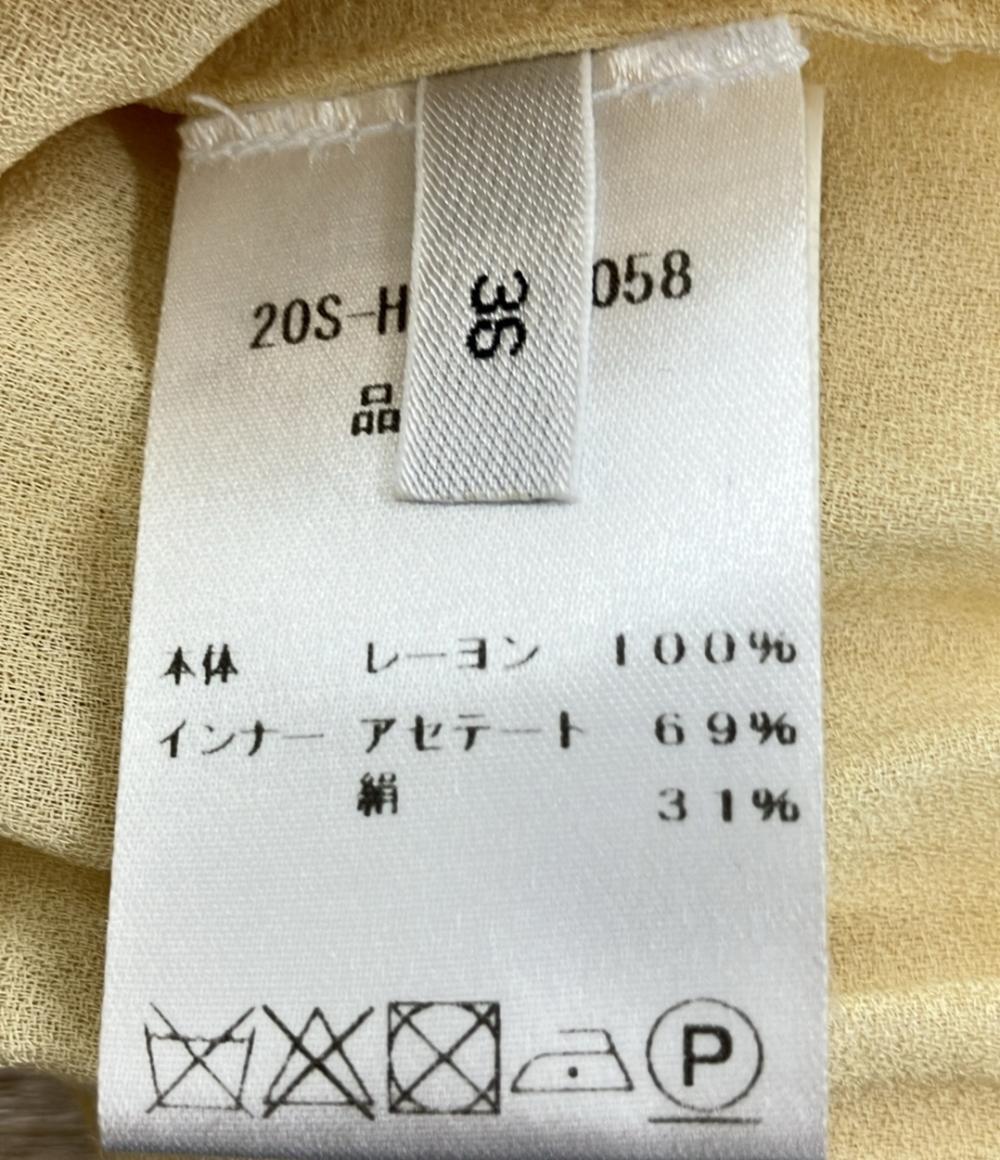 20S-H 058
36
品
本体 レーヨン 100%
インナー アセテート 69%
絹 31%
P